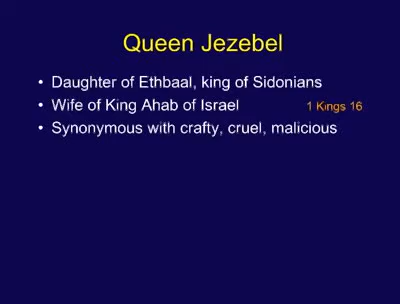 Queen Jezebel
• Daughter of Ethbaal, king of Sidonians
• Wife of King Ahab of Israel 1 Kings 16
• Synonymous with crafty, cruel, malicious